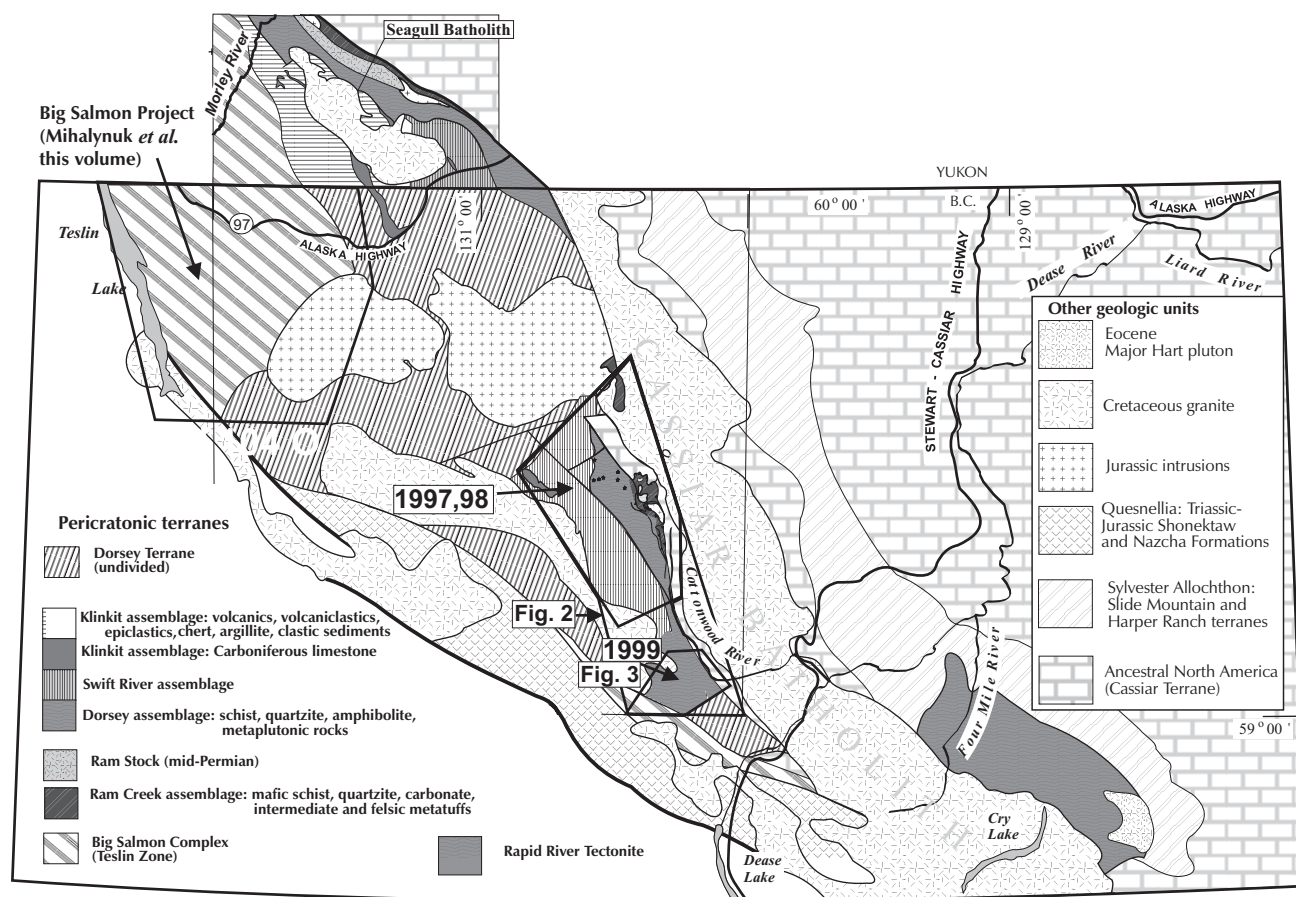 Seagull Batholith
Morley River
Big Salmon Project
(Mihalynuk et al.
this volume)
YUKON
B.C.
60° 00'
131° 00'
129° 00'
97
ALASKA HIGHWAY
ALASKA HIGHWAY
Teslin
Lake
STEWART - CASSIAR HIGHWAY
Dease River
Liard River
CASSIAR BATHOLITH
104 O
1997,98
Fig. 2
1999
Fig. 3
Cottonwood River
Four Mile River
Cry
Lake
Dease
Lake
59° 00'
Other geologic units
Eocene
Major Hart pluton
Cretaceous granite
Jurassic intrusions
Quesnellia: Triassic-
Jurassic Shonektaw
and Nazcha Formations
Sylvester Allochthon:
Slide Mountain and
Harper Ranch terranes
Ancestral North America
(Cassiar Terrane)
Pericratonic terranes
Dorsey Terrane
(undivided)
Klinkit assemblage: volcanics, volcaniclastics,
epiclastics, chert, argillite, clastic sediments
Klinkit assemblage: Carboniferous limestone
Swift River assemblage
Dorsey assemblage: schist, quartzite, amphibolite,
metaplutonic rocks
Ram Stock (mid-Permian)
Ram Creek assemblage: mafic schist, quartzite, carbonate,
intermediate and felsic metatuffs
Big Salmon Complex
(Teslin Zone)
Rapid River Tectonite